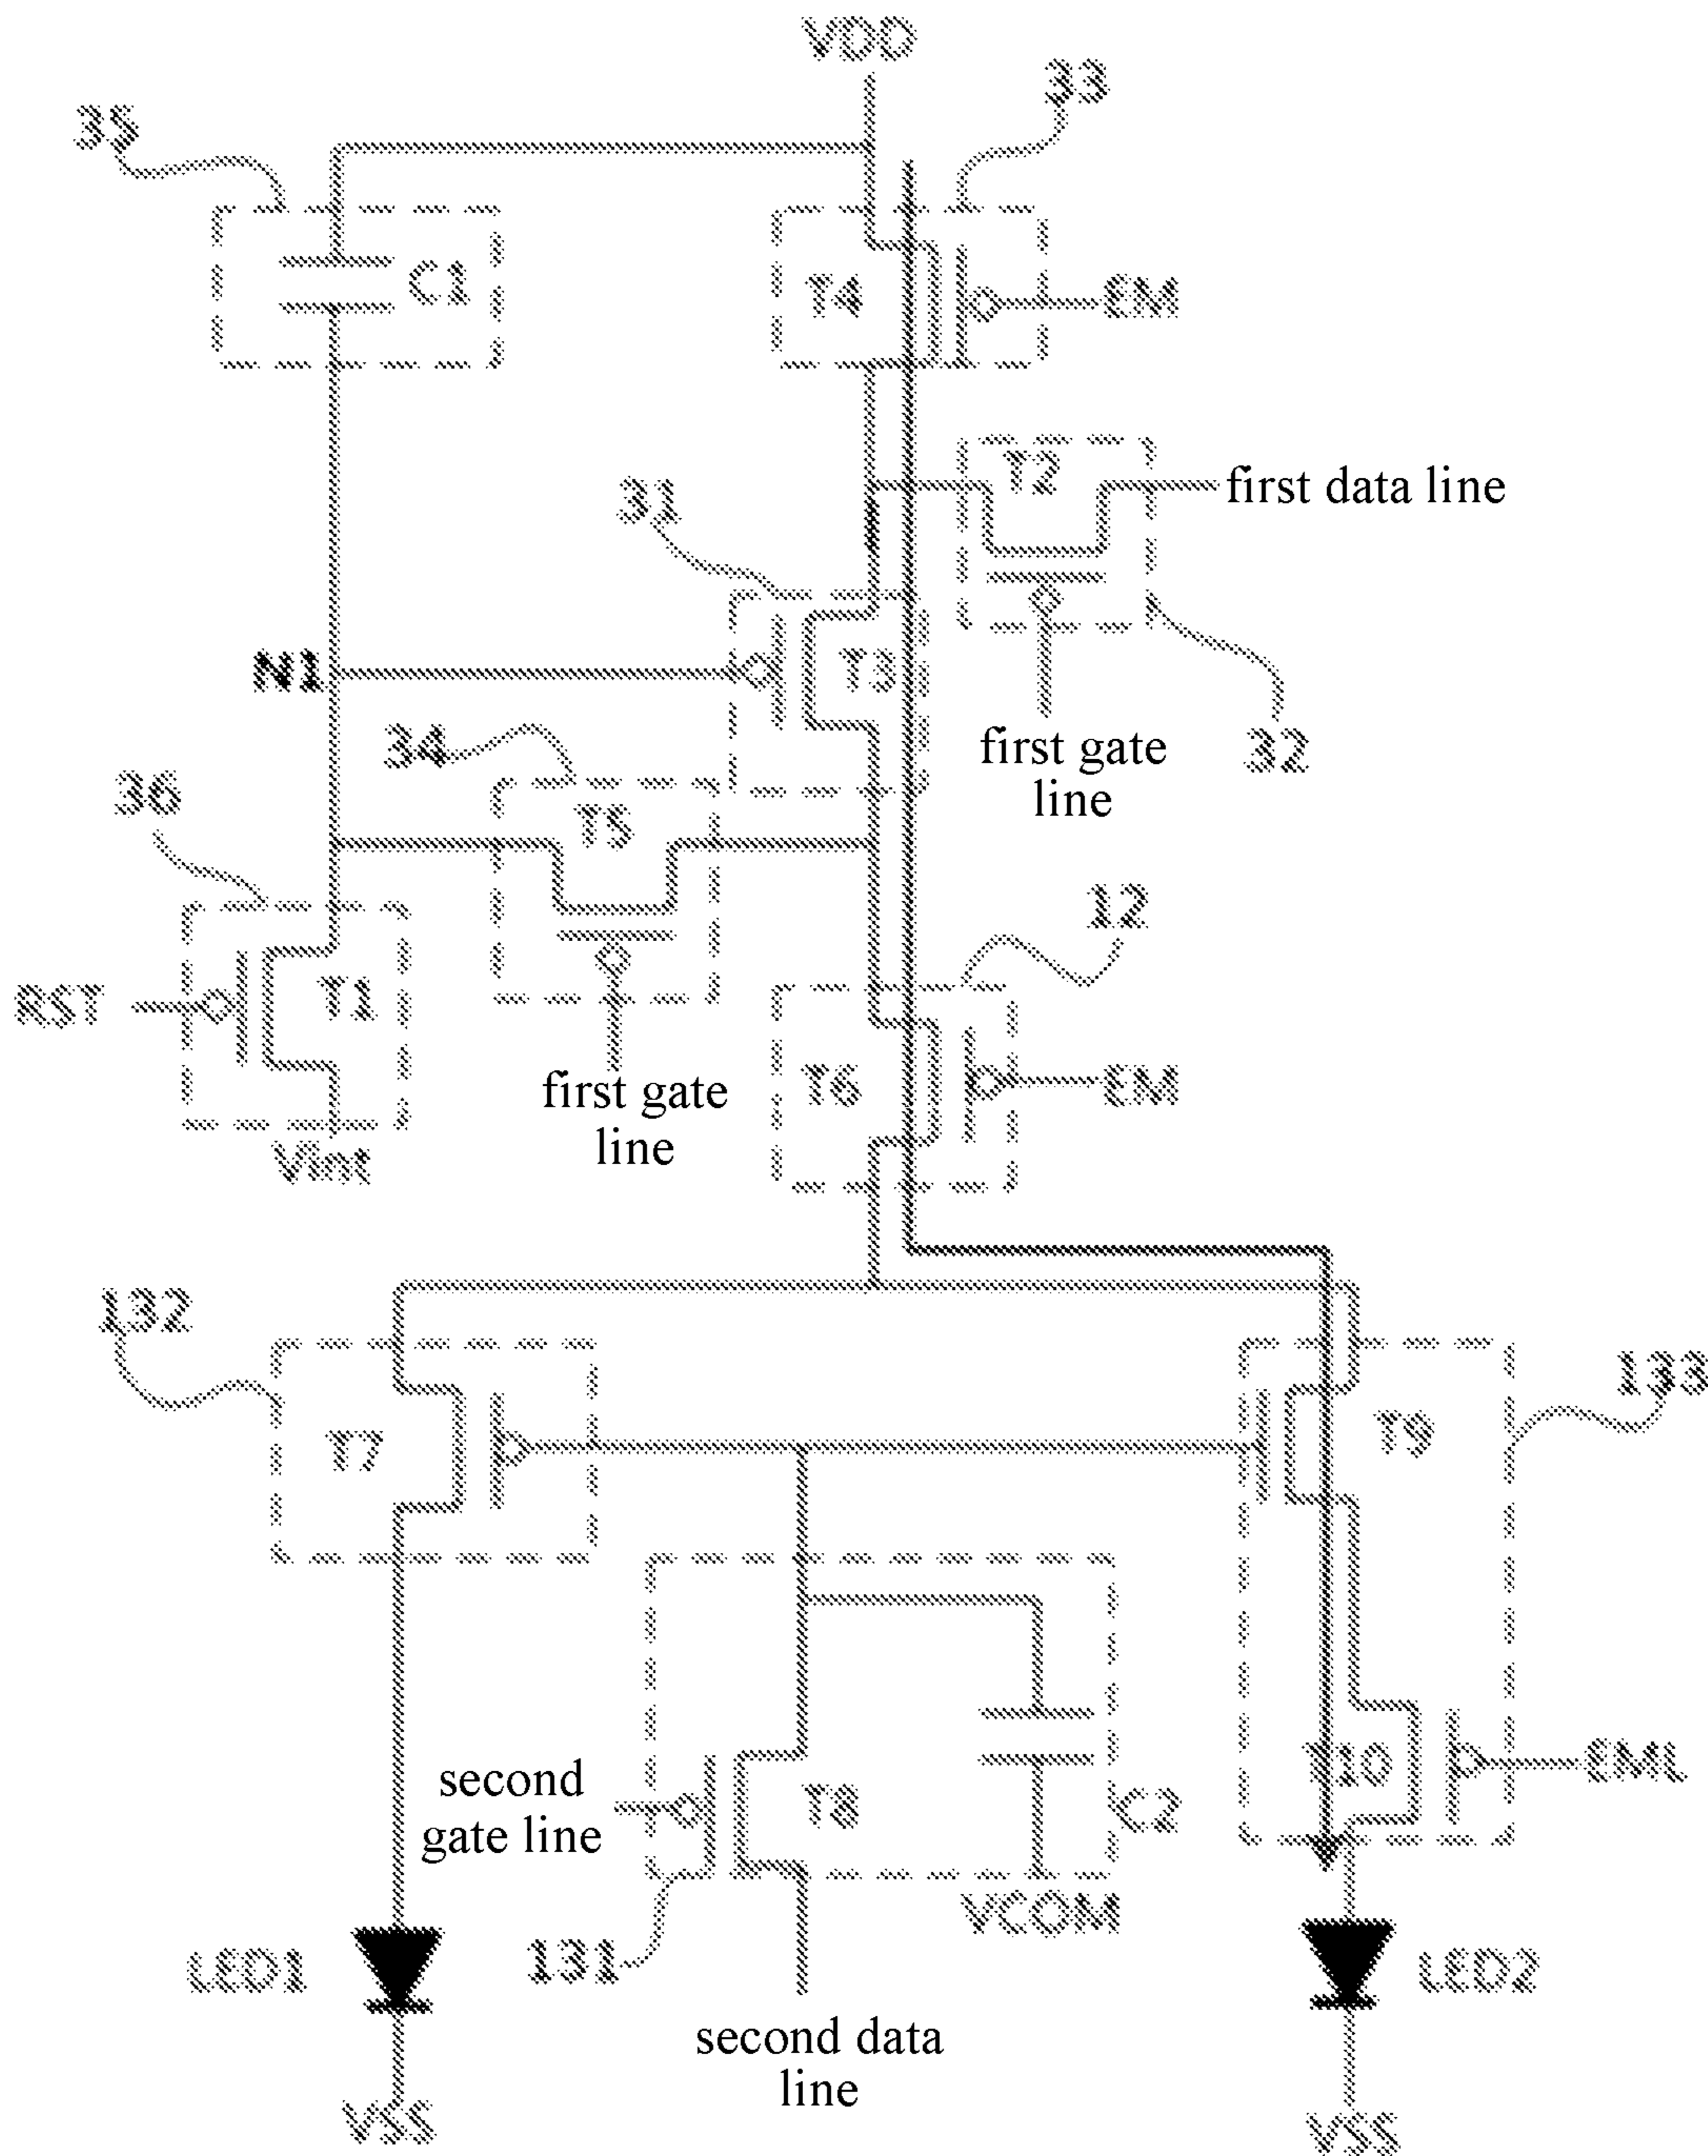 VDD
33
35
C1
T4
EM
T2
first data line
31
N1
T3
first gate
line
32
34
36
T5
12
RST
T1
first gate
line
T6
EM
Vint
132
133
T7
T9
second
gate line
T8
C2
T10
EML
VCOM
LED1
131
LED2
second data
line
VSS
VSS